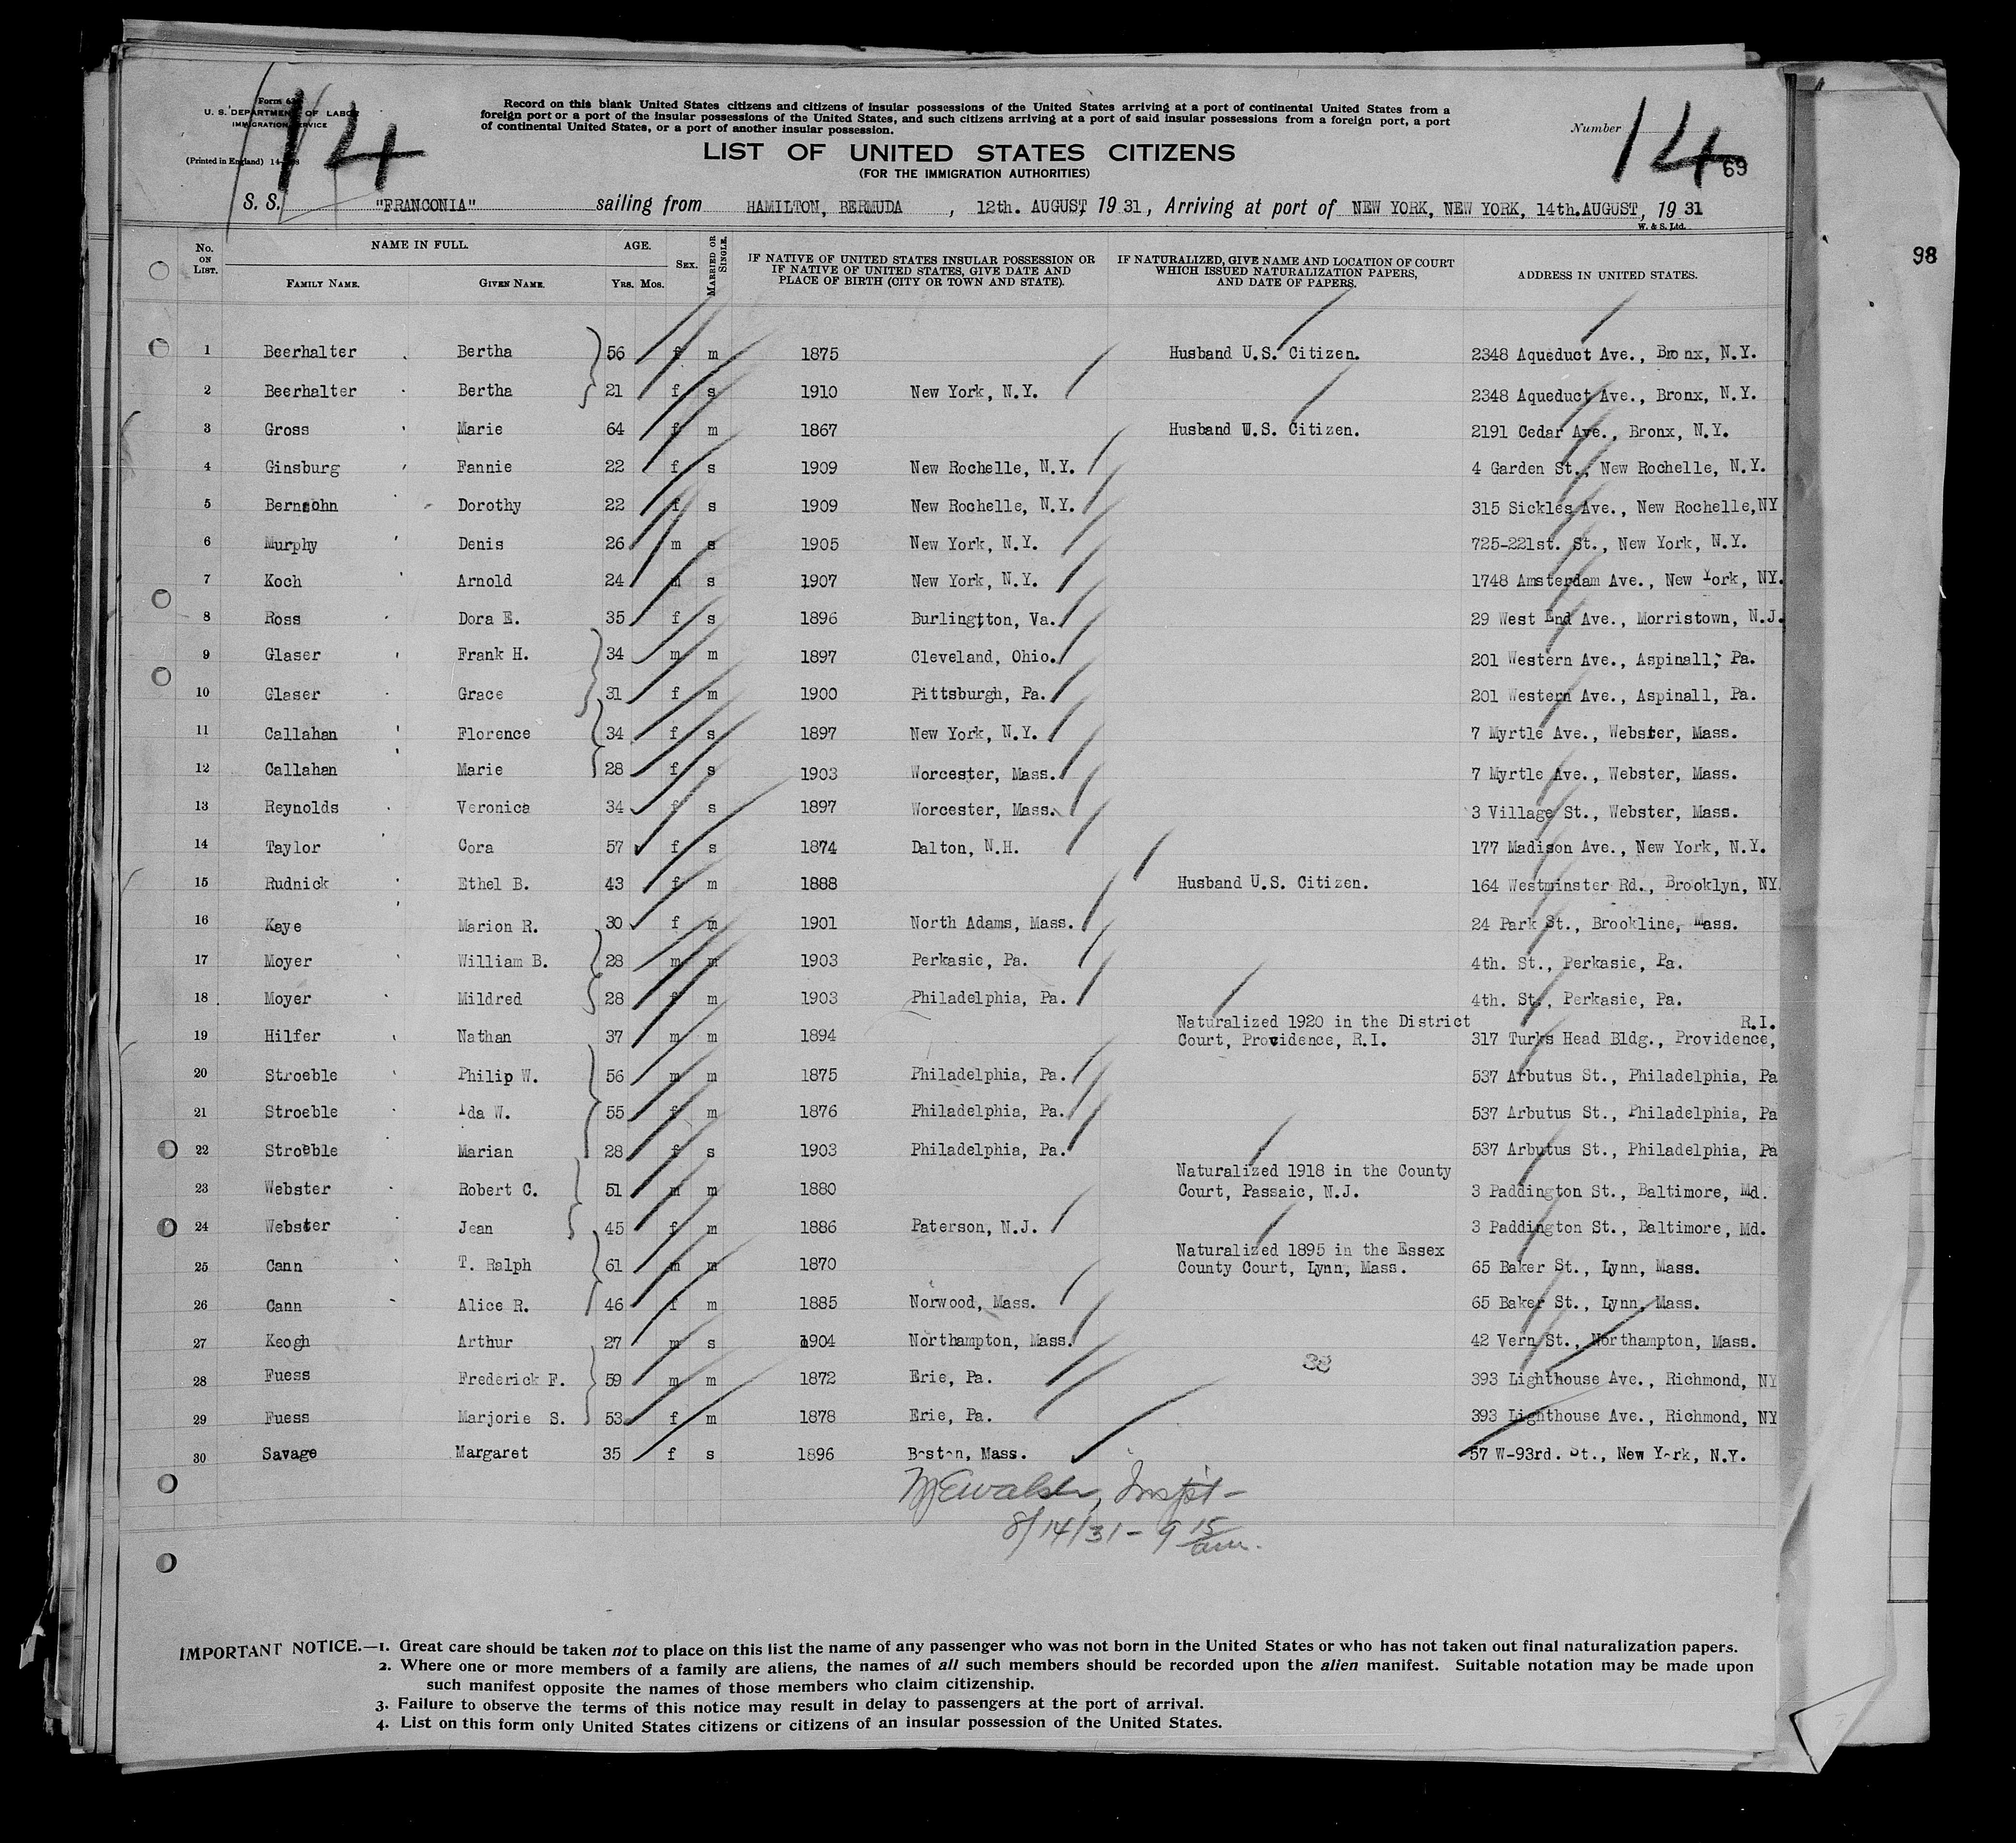 14
Form 63
U. S. DEPARTMENT OF LABOR
IMMIGRATION SERVICE
(Printed in England)
Record on this blank United States citizens and citizens of insular possessions of the United States arriving at a port of continental United States from a
foreign port or a port of the insular possessions of the United States, and such citizens arriving at a port of said insular possessions from a foreign port, a port
of continental United States, or a port of another insular possession.
Number 14 69
LIST OF UNITED STATES CITIZENS
(FOR THE IMMIGRATION AUTHORITIES)
S. S. "FRANCONIA" sailing from HAMILTON, BERMUDA , 12th. AUGUST, 19 31, Arriving at port of NEW YORK, NEW YORK, 14th.AUGUST, 19 31
W. & S. Ltd.
98
No. ON LIST. NAME IN FULL. FAMILY NAME. GIVEN NAME. AGE. YRS. MOS. SEX. MARRIED OR SINGLE. IF NATIVE OF UNITED STATES INSULAR POSSESSION OR IF NATIVE OF UNITED STATES, GIVE DATE AND PLACE OF BIRTH (CITY OR TOWN AND STATE). IF NATURALIZED, GIVE NAME AND LOCATION OF COURT WHICH ISSUED NATURALIZATION PAPERS, AND DATE OF PAPERS. ADDRESS IN UNITED STATES.
1 Beerhalter Bertha 56 f m 1875 Husband U.S. Citizen. 2348 Aqueduct Ave., Bronx, N.Y.
2 Beerhalter Bertha 21 f s 1910 New York, N.Y. 2348 Aqueduct Ave., Bronx, N.Y.
3 Gross Marie 64 f m 1867 Husband U.S. Citizen. 2191 Cedar Ave., Bronx, N.Y.
4 Ginsburg Fannie 22 f s 1909 New Rochelle, N.Y. 4 Garden St., New Rochelle, N.Y.
5 Bernsohn Dorothy 22 f s 1909 New Rochelle, N.Y. 315 Sickles Ave., New Rochelle,NY
6 Murphy Denis 26 m s 1905 New York, N.Y. 725-221st. St., New York, N.Y.
7 Koch Arnold 24 m s 1907 New York, N.Y. 1748 Amsterdam Ave., New York, NY.
8 Ross Dora E. 35 f s 1896 Burlingtton, Va. 29 West End Ave., Morristown, N.J.
9 Glaser Frank H. 34 m m 1897 Cleveland, Ohio. 201 Western Ave., Aspinall, Pa.
10 Glaser Grace 31 f m 1900 Pittsburgh, Pa. 201 Western Ave., Aspinall, Pa.
11 Callahan Florence 34 f s 1897 New York, N.Y. 7 Myrtle Ave., Webster, Mass.
12 Callahan Marie 28 f s 1903 Worcester, Mass. 7 Myrtle Ave., Webster, Mass.
13 Reynolds Veronica 34 f s 1897 Worcester, Mass. 3 Village St., Webster, Mass.
14 Taylor Cora 57 f s 1874 Dalton, N.H. 177 Madison Ave., New York, N.Y.
15 Rudnick Ethel B. 43 f m 1888 Husband U.S. Citizen. 164 Westminster Rd., Brooklyn, NY.
16 Kaye Marion R. 30 f m 1901 North Adams, Mass. 24 Park St., Brookline, Mass.
17 Moyer William B. 28 m m 1903 Perkasie, Pa. 4th. St., Perkasie, Pa.
18 Moyer Mildred 28 f m 1903 Philadelphia, Pa. 4th. St., Perkasie, Pa.
Naturalized 1920 in the District R.I.
19 Hilfer Nathan 37 m m 1894 Court, Providence, R.I. 317 Turks Head Bldg., Providence,
20 Stroeble Philip W. 56 m m 1875 Philadelphia, Pa. 537 Arbutus St., Philadelphia, Pa
21 Stroeble Ida W. 55 f m 1876 Philadelphia, Pa. 537 Arbutus St., Philadelphia, Pa
22 Stroeble Marian 28 f s 1903 Philadelphia, Pa. 537 Arbutus St., Philadelphia, Pa
Naturalized 1918 in the County
23 Webster Robert C. 51 m m 1880 Court, Passaic, N.J. 3 Paddington St., Baltimore, Md.
24 Webster Jean 45 f m 1886 Paterson, N.J. 3 Paddington St., Baltimore, Md.
Naturalized 1895 in the Essex
25 Cann T. Ralph 61 m m 1870 County Court, Lynn, Mass. 65 Baker St., Lynn, Mass.
26 Cann Alice R. 46 f m 1885 Norwood, Mass. 65 Baker St., Lynn, Mass.
27 Keogh Arthur 27 m s 1904 Northampton, Mass. 42 Vern St., Northampton, Mass.
38
28 Fuess Frederick F. 59 m m 1872 Erie, Pa. 393 Lighthouse Ave., Richmond, NY
29 Fuess Marjorie S. 53 f m 1878 Erie, Pa. 393 Lighthouse Ave., Richmond, NY
30 Savage Margaret 35 f s 1896 Boston, Mass. 57 W-93rd. St., New York, N.Y.
8/14/31 - 9 15 am.
IMPORTANT NOTICE.—1. Great care should be taken not to place on this list the name of any passenger who was not born in the United States or who has not taken out final naturalization papers.
2. Where one or more members of a family are aliens, the names of all such members should be recorded upon the alien manifest. Suitable notation may be made upon
such manifest opposite the names of those members who claim citizenship.
3. Failure to observe the terms of this notice may result in delay to passengers at the port of arrival.
4. List on this form only United States citizens or citizens of an insular possession of the United States.